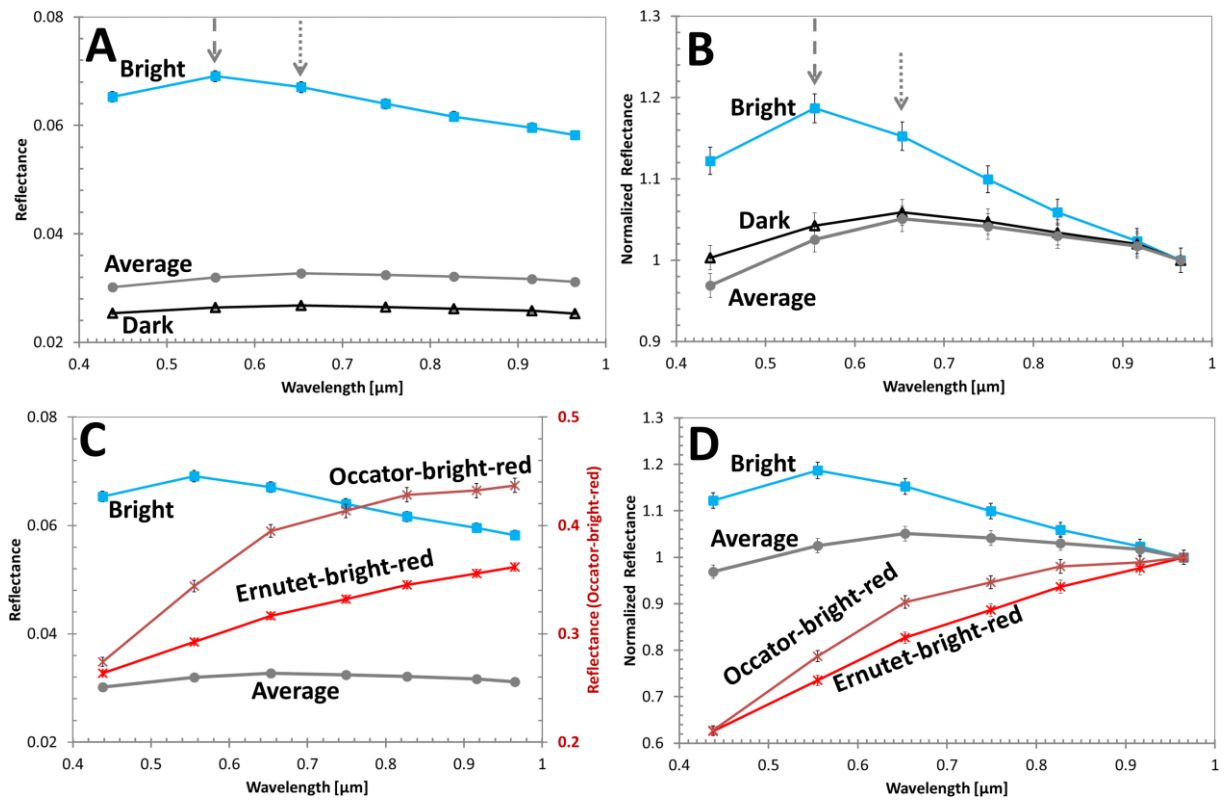 A
0.08
0.06
0.04
0.02
Reflectance
Bright
Average
Dark
0.4 0.5 0.6 0.7 0.8 0.9 1
Wavelength [µm]
B
1.3
1.2
1.1
1
0.9
Normalized Reflectance
Bright
Dark
Average
0.4 0.5 0.6 0.7 0.8 0.9 1
Wavelength [µm]
C
0.08
0.06
0.04
0.02
Reflectance
Bright
Occator-bright-red
Ernutet-bright-red
Average
0.5
0.4
0.3
0.2
Reflectance (Occator-bright-red)
0.4 0.5 0.6 0.7 0.8 0.9 1
Wavelength [µm]
D
1.3
1.2
1.1
1
0.9
0.8
0.7
0.6
Normalized Reflectance
Bright
Average
Occator-bright-red
Ernutet-bright-red
0.4 0.5 0.6 0.7 0.8 0.9 1
Wavelength [µm]